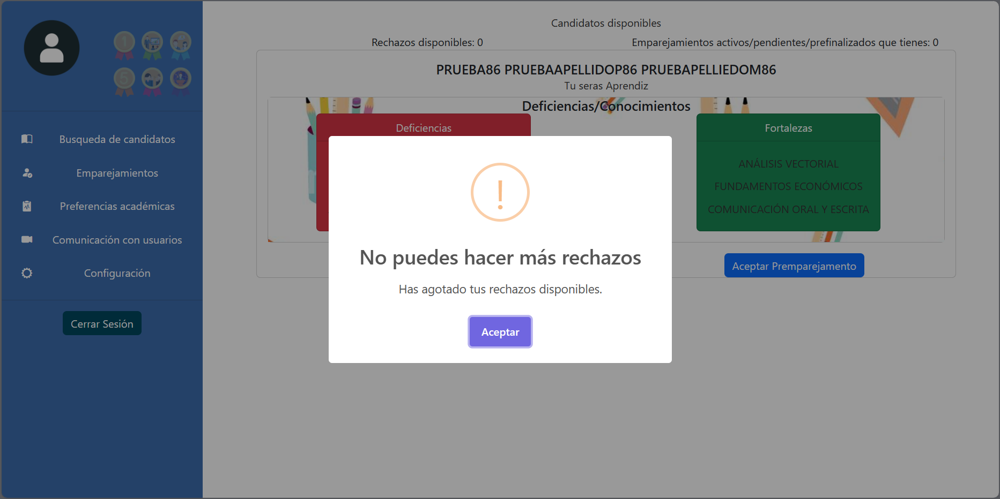 Candidatos disponibles
Rechazos disponibles: 0
Emparejamientos activos/pendientes/prefinalizados que tienes: 0
PRUEBA86 PRUEBAAPELLIDOP86 PRUEBAPELLIEDOM86
Tu seras Aprendiz
Deficiencias/Conocimientos
Deficiencias
Fortalezas
ANÁLISIS VECTORIAL
FUNDAMENTOS ECONÓMICOS
COMUNICACIÓN ORAL Y ESCRITA
Aceptar Premparejamento
No puedes hacer más rechazos
Has agotado tus rechazos disponibles.
Aceptar
1
5
Busqueda de candidatos
Emparejamientos
Preferencias académicas
Comunicación con usuarios
Configuración
Cerrar Sesión